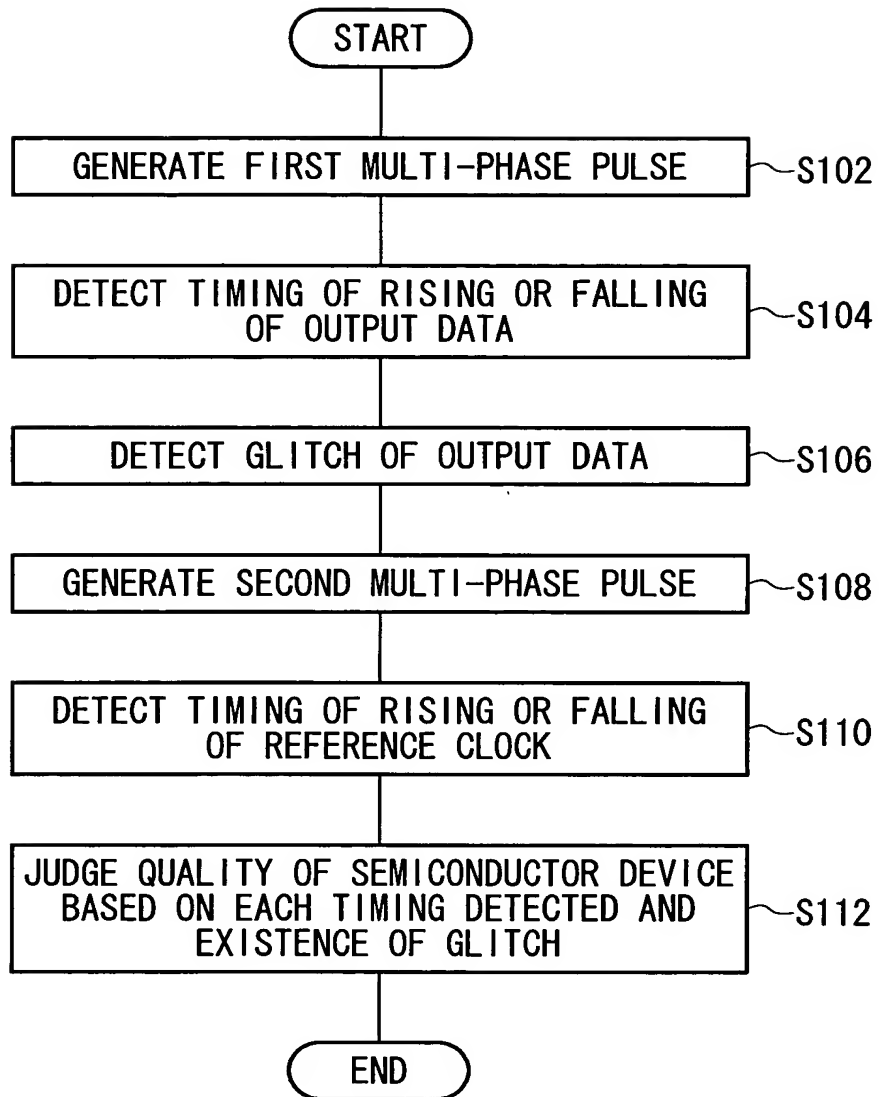 START
GENERATE FIRST MULTI-PHASE PULSE
S102
DETECT TIMING OF RISING OR FALLING
OF OUTPUT DATA
S104
DETECT GLITCH OF OUTPUT DATA
S106
GENERATE SECOND MULTI-PHASE PULSE
S108
DETECT TIMING OF RISING OR FALLING
OF REFERENCE CLOCK
S110
JUDGE QUALITY OF SEMICONDUCTOR DEVICE
BASED ON EACH TIMING DETECTED AND
EXISTENCE OF GLITCH
S112
END